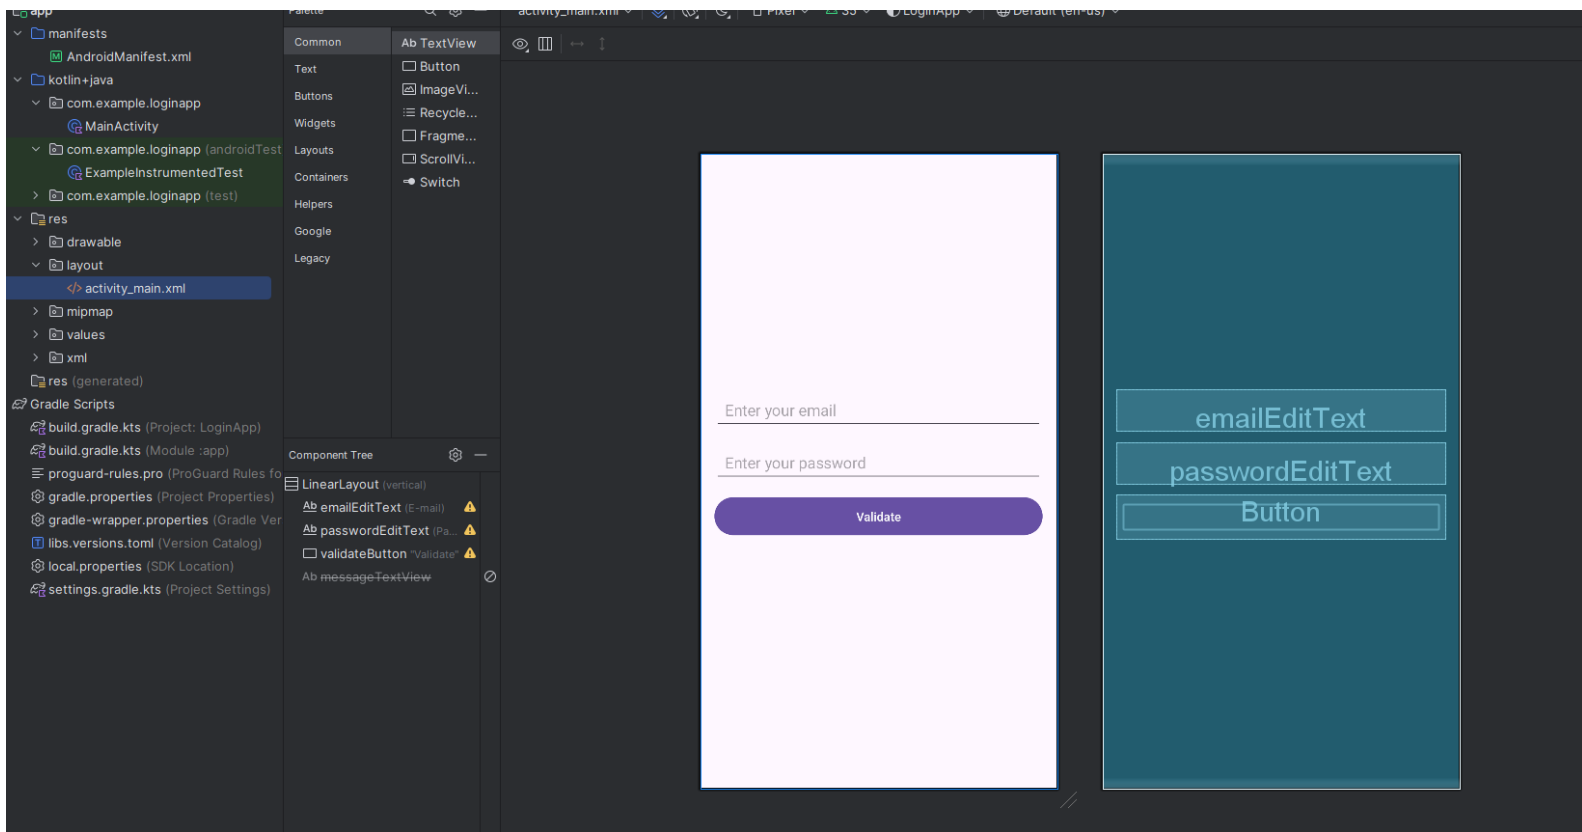 app
manifests
AndroidManifest.xml
kotlin+java
com.example.loginapp
MainActivity
com.example.loginapp (androidTest
ExampleInstrumentedTest
com.example.loginapp (test)
res
drawable
layout
activity_main.xml
mipmap
values
xml
res (generated)
Gradle Scripts
build.gradle.kts (Project: LoginApp)
build.gradle.kts (Module :app)
proguard-rules.pro (ProGuard Rules fo
gradle.properties (Project Properties)
gradle-wrapper.properties (Gradle Ver
libs.versions.toml (Version Catalog)
local.properties (SDK Location)
settings.gradle.kts (Project Settings)
Palette
Common
Text
Buttons
Widgets
Layouts
Containers
Helpers
Google
Legacy
Ab TextView
Button
ImageVi...
Recycle...
Fragme...
ScrollVi...
Switch
Component Tree
LinearLayout (vertical)
Ab emailEditText (E-mail)
Ab passwordEditText (Pa...
validateButton "Validate"
Ab messageTextView
activity_main.xml
Pixel
35
LoginApp
Default (en-us)
Enter your email
Enter your password
Validate
emailEditText
passwordEditText
Button